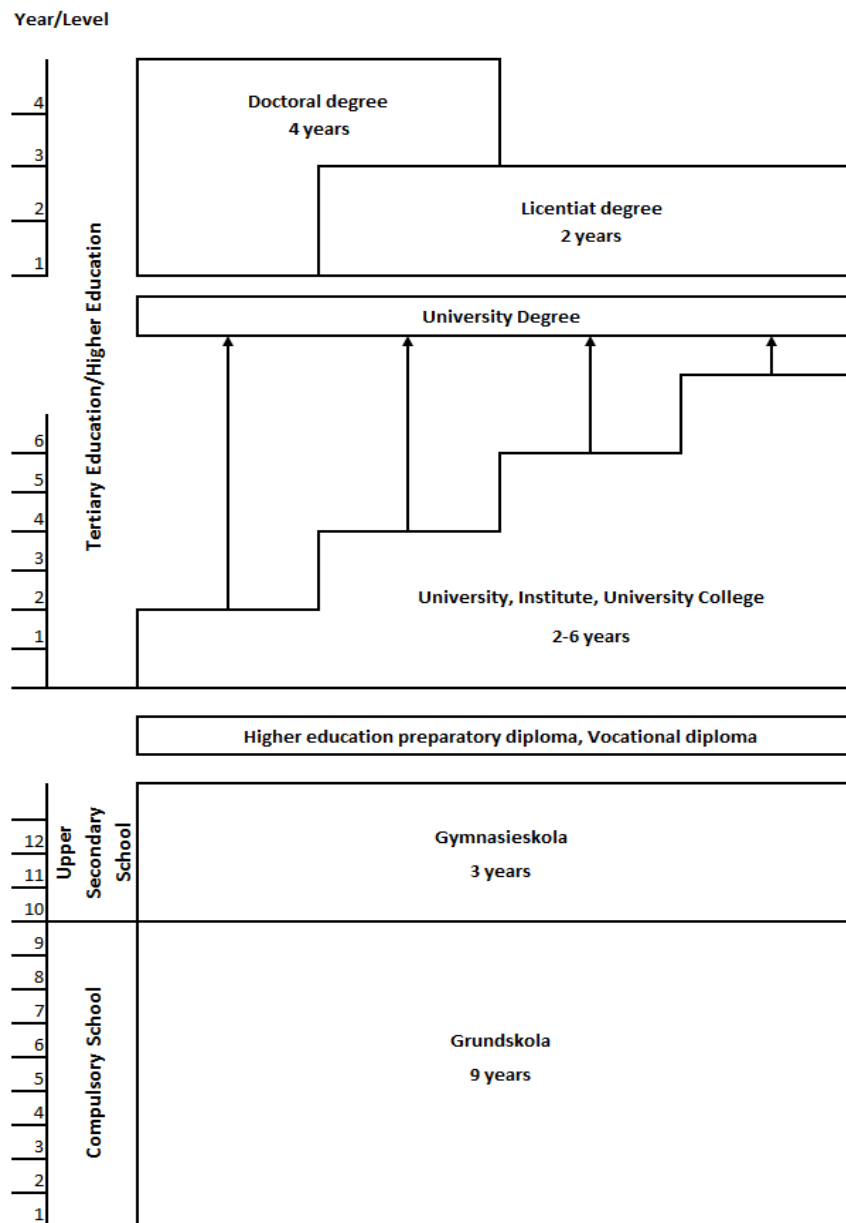 Year/Level
4
3
2
1
Doctoral degree
4 years
Licentiat degree
2 years
Tertiary Education/Higher Education
University Degree
6
5
4
3
2
1
University, Institute, University College
2-6 years
Higher education preparatory diploma, Vocational diploma
12
11
10
Upper
Secondary
School
Gymnasieskola
3 years
9
8
7
6
5
4
3
2
1
Compulsory School
Grundskola
9 years